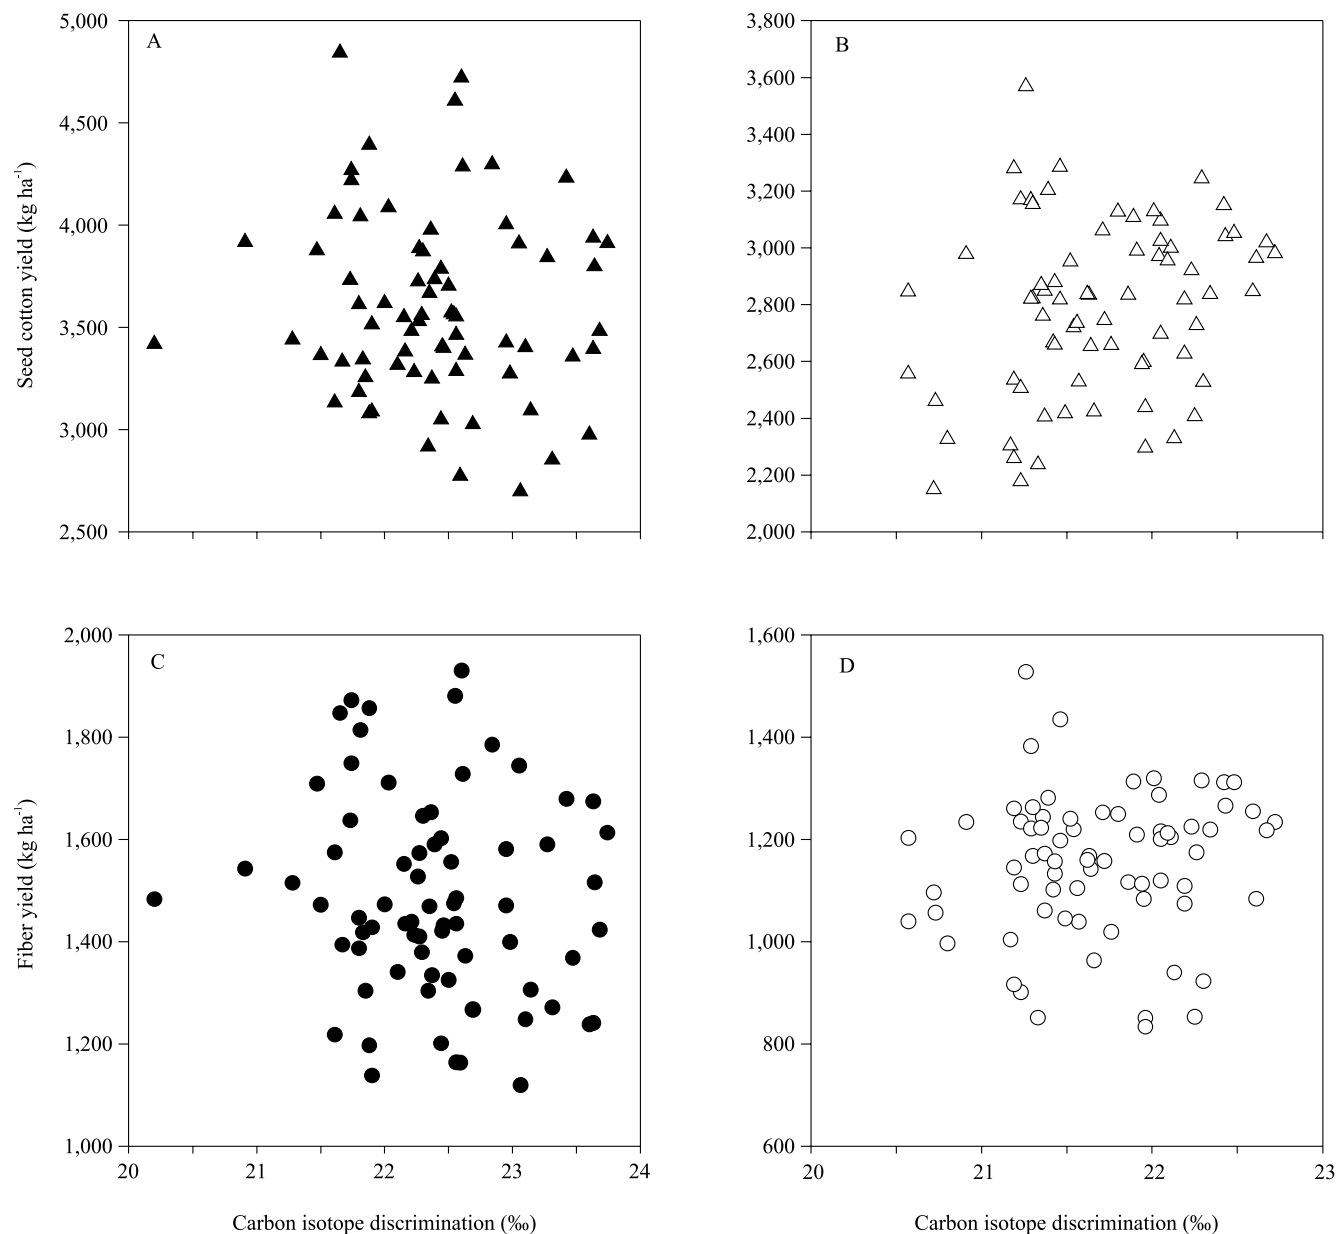 A
5,000
4,500
4,000
3,500
3,000
2,500
Seed cotton yield (kg ha-1)
B
3,800
3,600
3,400
3,200
3,000
2,800
2,600
2,400
2,200
2,000
C
2,000
1,800
1,600
1,400
1,200
1,000
Fiber yield (kg ha-1)
20 21 22 23 24
Carbon isotope discrimination (‰)
D
1,600
1,400
1,200
1,000
800
600
20 21 22 23
Carbon isotope discrimination (‰)